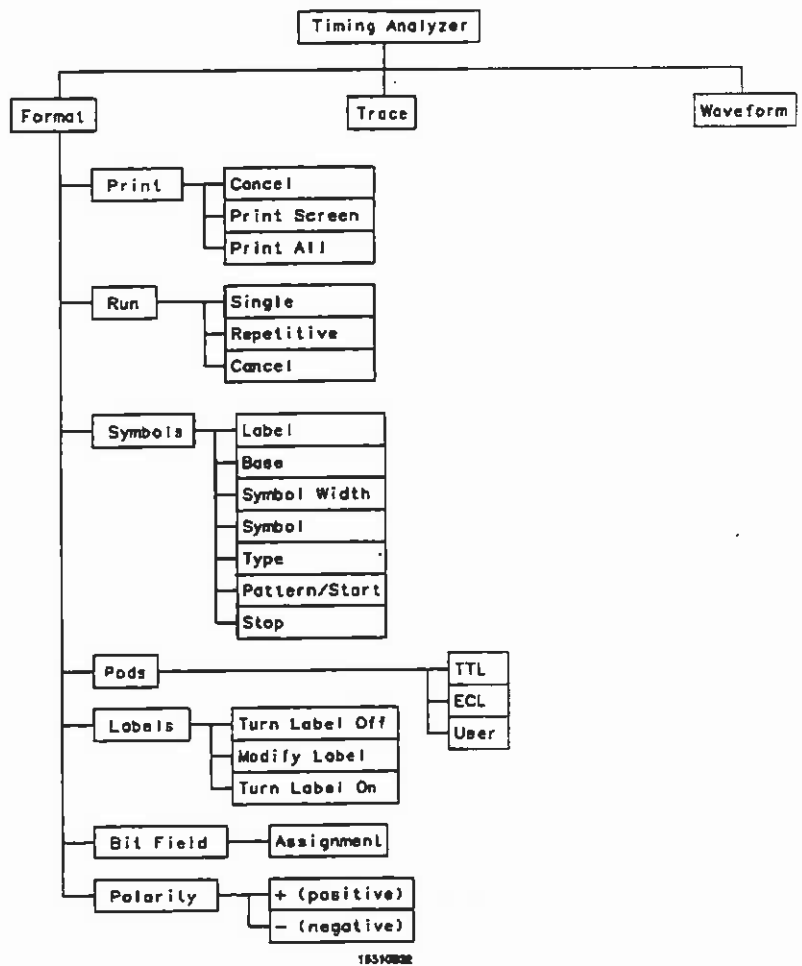 Timing Analyzer
Format
Trace
Waveform
Print
Cancel
Print Screen
Print All
Run
Single
Repetitive
Cancel
Symbols
Label
Base
Symbol Width
Symbol
Type
Pattern/Start
Stop
Pods
TTL
ECL
User
Labels
Turn Label Off
Modify Label
Turn Label On
Bit Field
Assignment
Polarity
+ (positive)
- (negative)